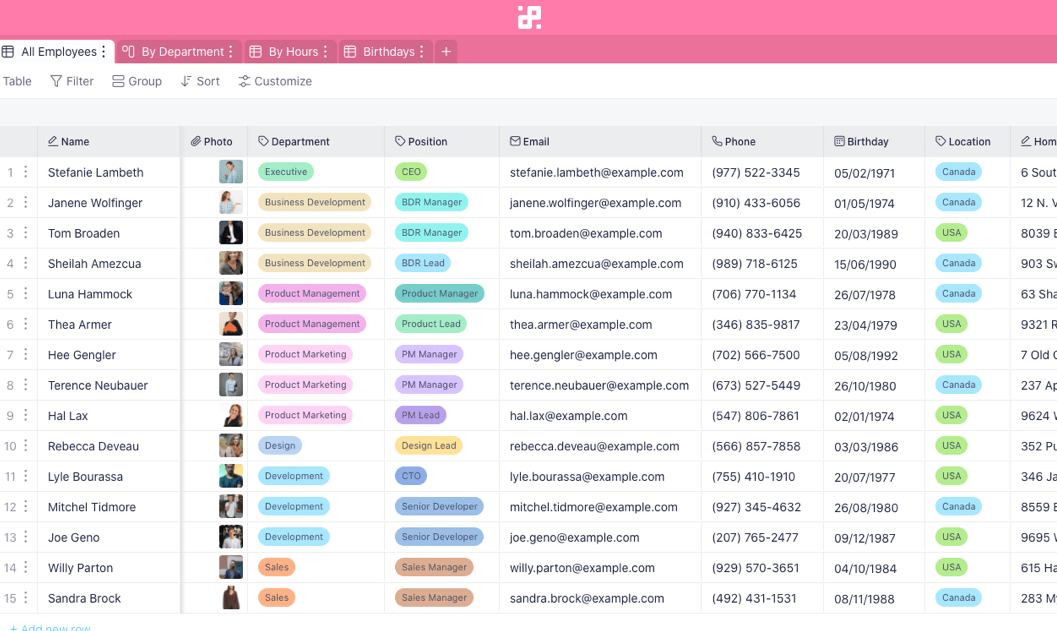 All Employees By Department By Hours Birthdays +
Table Filter Group Sort Customize
Name Photo Department Position Email Phone Birthday Location
1 Stefanie Lambeth Executive CEO stefanie.lambeth@example.com (977) 522-3345 05/02/1971 Canada 6
2 Janene Wolfinger Business Development BDR Manager janene.wolfinger@example.com (910) 433-6056 01/05/1974 Canada 12 N.
3 Tom Broaden Business Development BDR Manager tom.broaden@example.com (940) 833-6425 20/03/1989 USA 8039
4 Sheilah Amezcua Business Development BDR Lead sheilah.amezcua@example.com (989) 718-6125 15/06/1990 Canada 903
5 Luna Hammock Product Management Product Manager luna.hammock@example.com (706) 770-1134 26/07/1978 Canada 63
6 Thea Armer Product Management Product Lead thea.armer@example.com (346) 835-9817 23/04/1979 USA 9321
7 Hee Gengler Product Marketing PM Manager hee.gengler@example.com (702) 566-7500 05/08/1992 USA 7 Old
8 Terence Neubauer Product Marketing PM Manager terence.neubauer@example.com (673) 527-5449 26/10/1980 Canada 237
9 Hal Lax Product Marketing PM Lead hal.lax@example.com (547) 806-7861 02/01/1974 USA 9624
10 Rebecca Deveau Design Design Lead rebecca.deveau@example.com (566) 857-7858 03/03/1986 USA 352
11 Lyle Bourassa Development CTO lyle.bourassa@example.com (755) 410-1910 20/07/1977 USA 346
12 Mitchel Tidmore Development Senior Developer mitchel.tidmore@example.com (927) 345-4632 26/08/1980 Canada 8559
13 Joe Geno Development Senior Developer joe.geno@example.com (207) 765-2477 09/12/1987 Canada 9695
14 Willy Parton Sales Sales Manager willy.parton@example.com (929) 570-3651 04/10/1984 USA 615
15 Sandra Brock Sales Sales Manager sandra.brock@example.com (492) 431-1531 08/11/1988 Canada 283
+ Add new row